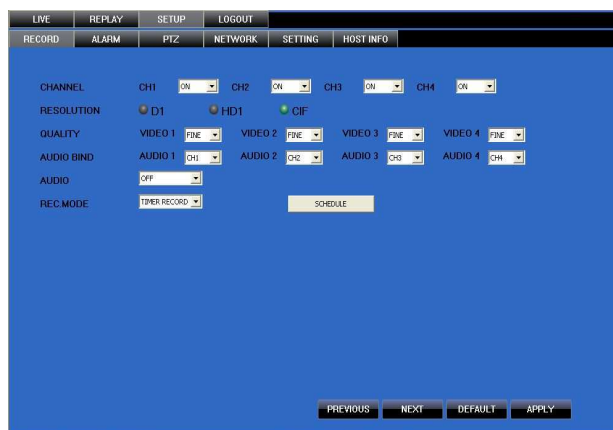 LIVE REPLAY SETUP LOGOUT
RECORD ALARM PTZ NETWORK SETTING HOST INFO
CHANNEL CH1 ON CH2 ON CH3 ON CH4 ON
RESOLUTION D1 HD1 CIF
QUALITY VIDEO 1 FINE VIDEO 2 FINE VIDEO 3 FINE VIDEO 4 FINE
AUDIO BIND AUDIO 1 CH1 AUDIO 2 CH2 AUDIO 3 CH3 AUDIO 4 CH4
AUDIO OFF
REC.MODE TIMER RECORD SCHEDULE
PREVIOUS NEXT DEFAULT APPLY